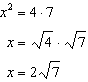 x² = 4 · 7
x = √4 · √7
x = 2√7